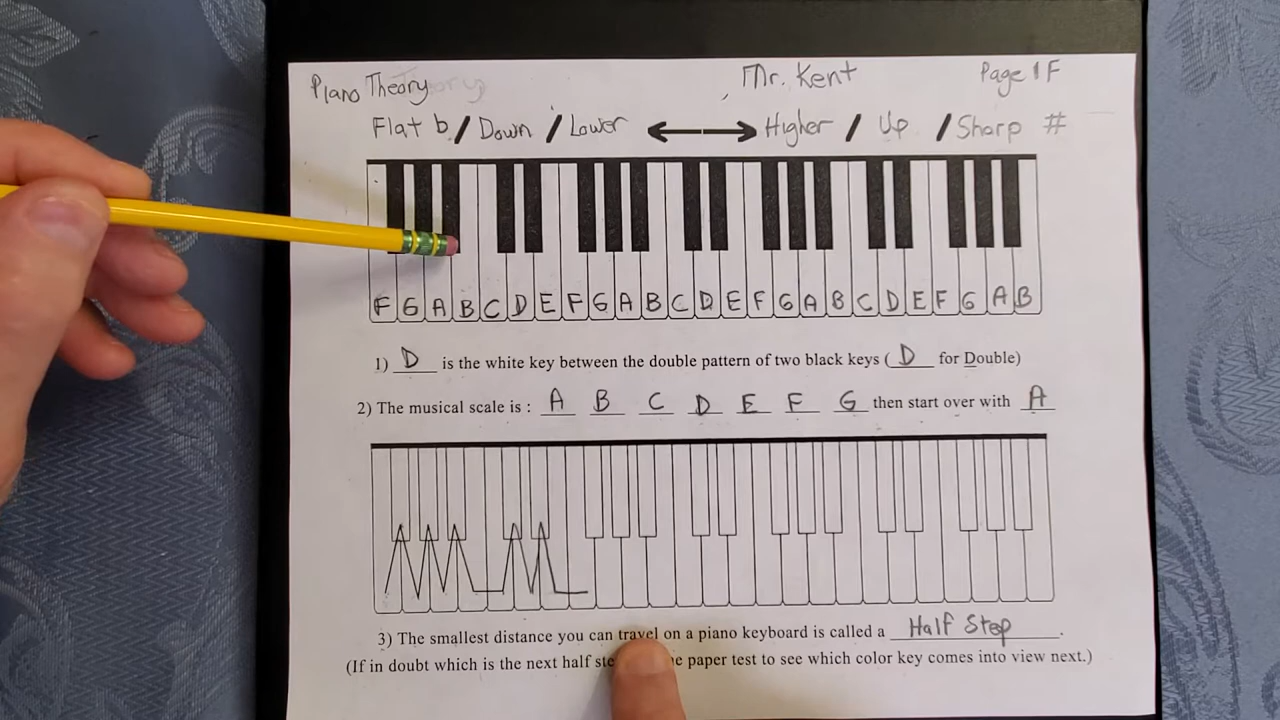 Piano Theory Mr. Kent Page 1F
Flat b / Down / Lower Higher / Up / Sharp #
F G A B C D E F G A B C D E F G A B C D E F G A B
1) D is the white key between the double pattern of two black keys ( D for Double)
2) The musical scale is : A B C D E F G then start over with A
3) The smallest distance you can travel on a piano keyboard is called a Half Step .
(If in doubt which is the next half paper test to see which color key comes into view next.)